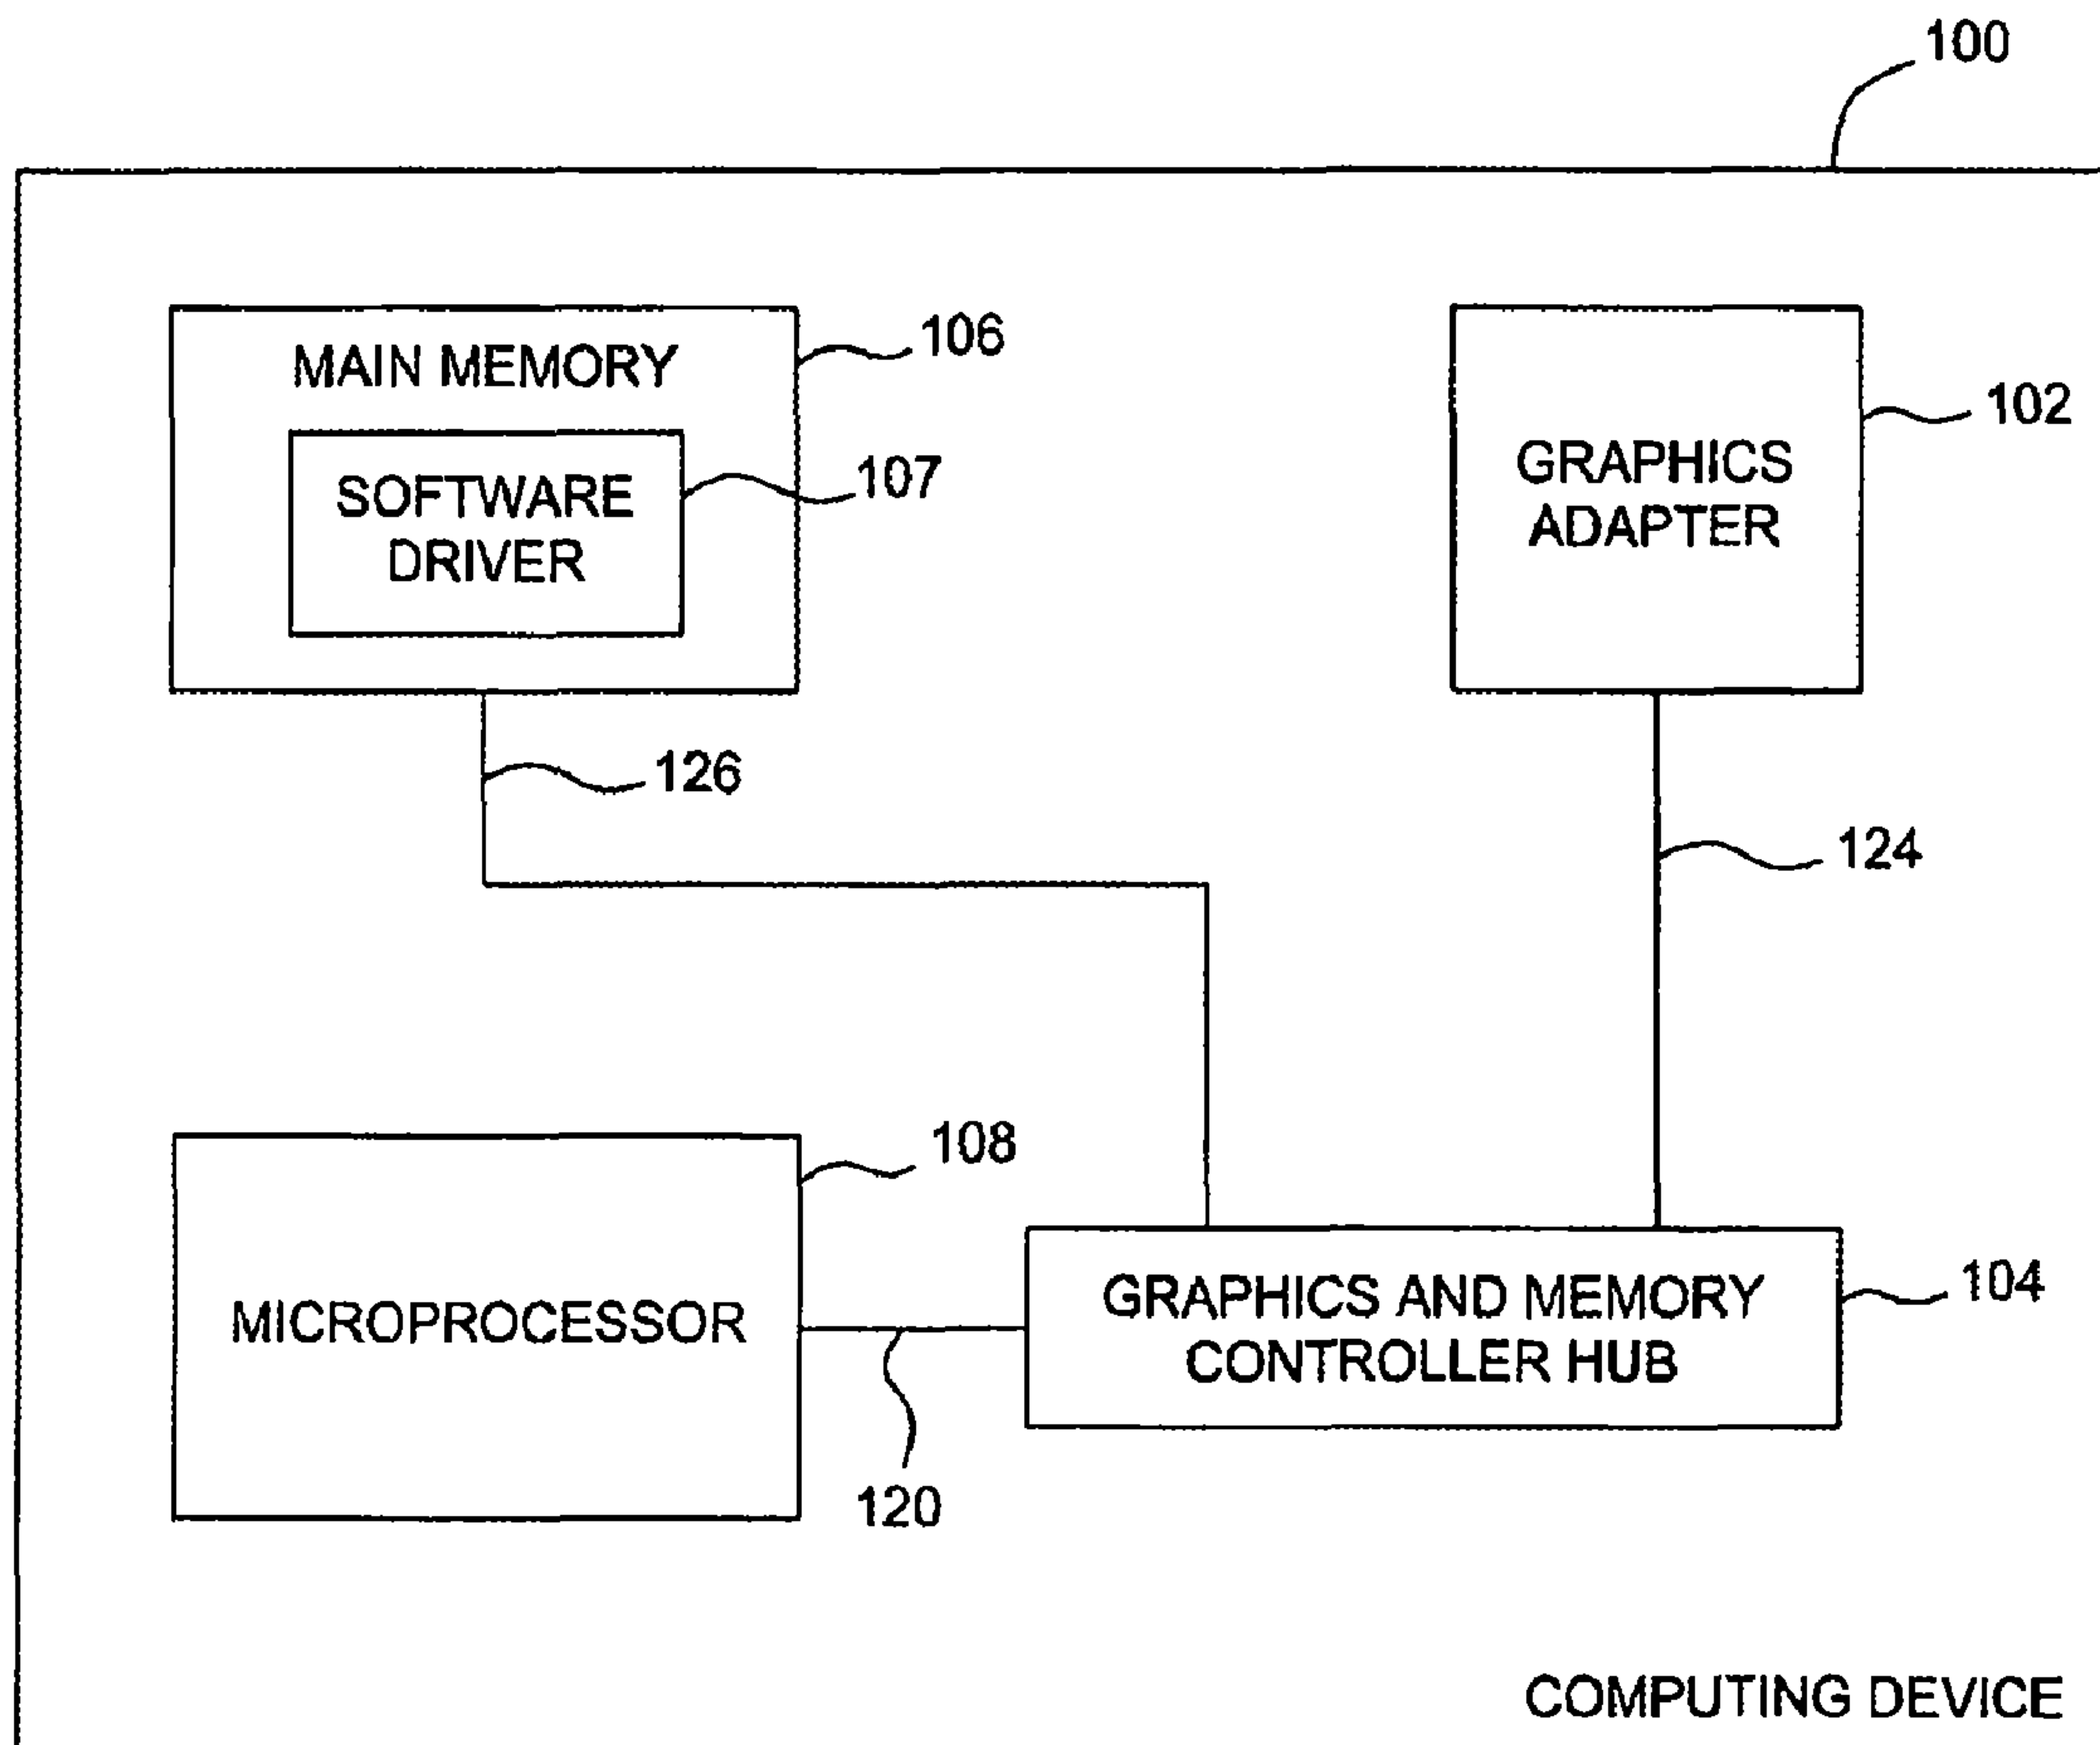 100
MAIN MEMORY
106
SOFTWARE
DRIVER
107
GRAPHICS
ADAPTER
102
126
124
MICROPROCESSOR
108
120
GRAPHICS AND MEMORY
CONTROLLER HUB
104
COMPUTING DEVICE